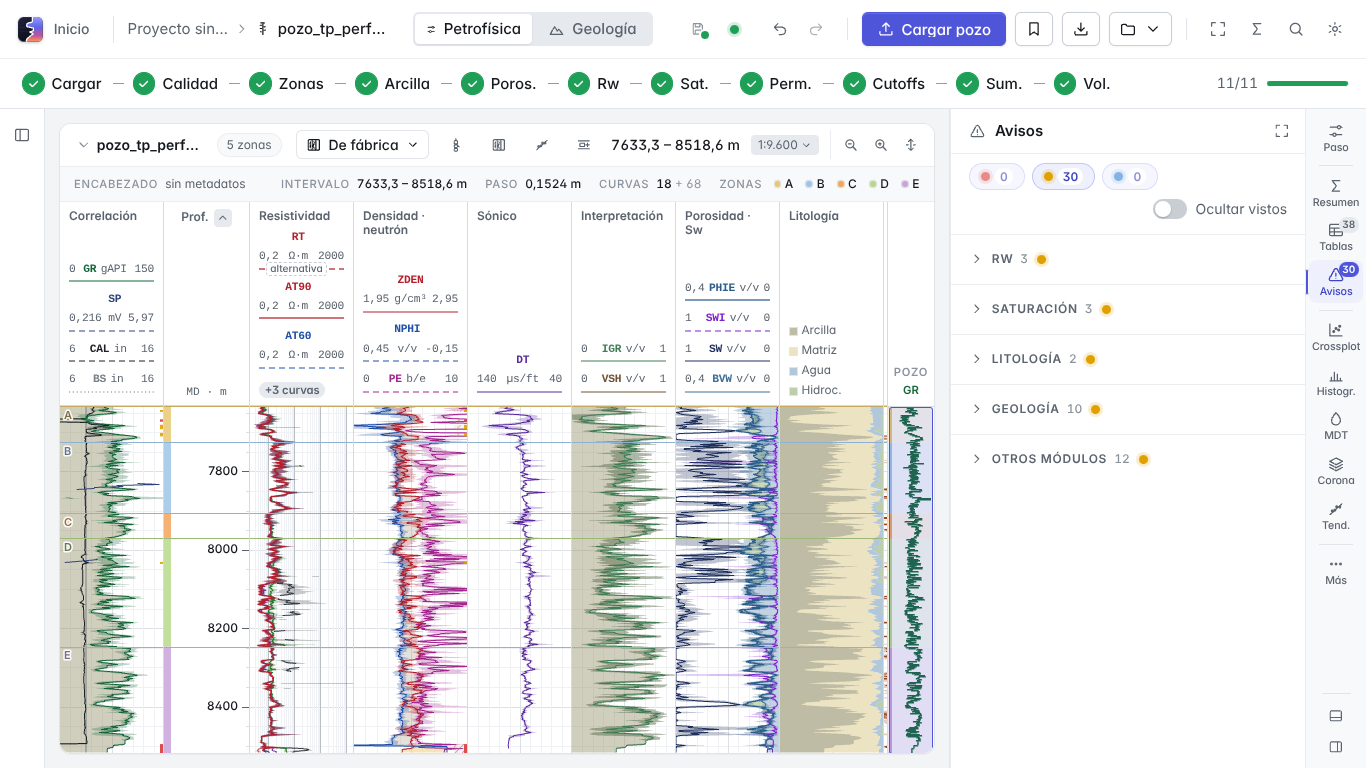 Inicio
Proyecto sin...
pozo_tp_perf...
Petrofísica
Geología
Cargar pozo
Cargar
Calidad
Zonas
Arcilla
Poros.
Rw
Sat.
Perm.
Cutoffs
Sum.
Vol.
11/11
pozo_tp_perf...
5 zonas
De fábrica
7633,3 – 8518,6 m
1:9.600
ENCABEZADO sin metadatos
INTERVALO 7633,3 – 8518,6 m
PASO 0,1524 m
CURVAS 18 + 68
ZONAS A B C D E
Correlación
0 GR gAPI 150
SP
0,216 mV 5,97
6 CAL in 16
6 BS in 16
Prof.
MD · m
Resistividad
RT
0,2 Ω·m 2000
alternativa
AT90
0,2 Ω·m 2000
AT60
0,2 Ω·m 2000
+3 curvas
Densidad ·
neutrón
ZDEN
1,95 g/cm³ 2,95
NPHI
0,45 v/v -0,15
0 PE b/e 10
Sónico
DT
140 µs/ft 40
Interpretación
0 IGR v/v 1
0 VSH v/v 1
Porosidad ·
Sw
0,4 PHIE v/v 0
1 SWI v/v 0
1 SW v/v 0
0,4 BVW v/v 0
Litología
Arcilla
Matriz
Agua
Hidroc.
POZO
GR
A
B
C
D
E
7800
8000
8200
8400
Avisos
0
30
0
Ocultar vistos
RW 3
SATURACIÓN 3
LITOLOGÍA 2
GEOLOGÍA 10
OTROS MÓDULOS 12
Paso
Resumen
38
Tablas
30
Avisos
Crossplot
Histogr.
MDT
Corona
Tend.
Más